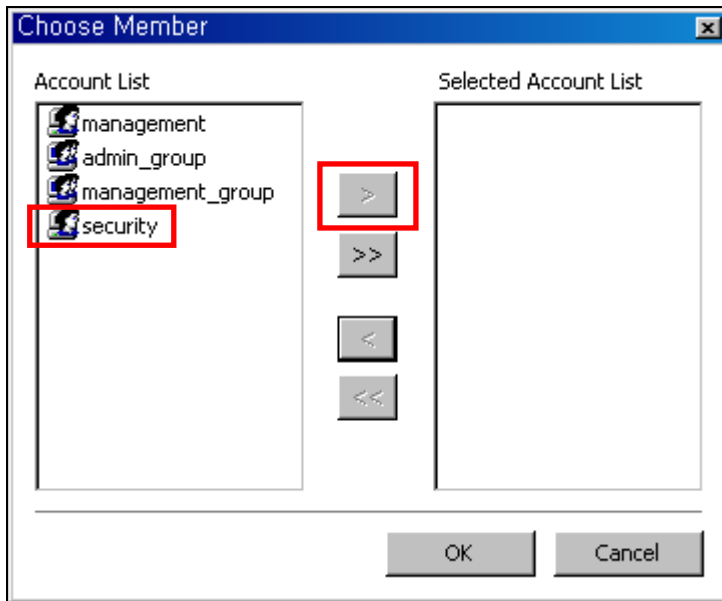 Choose Member
Account List
Selected Account List
management
admin_group
management_group
security
>
>>
<
<<
OK
Cancel